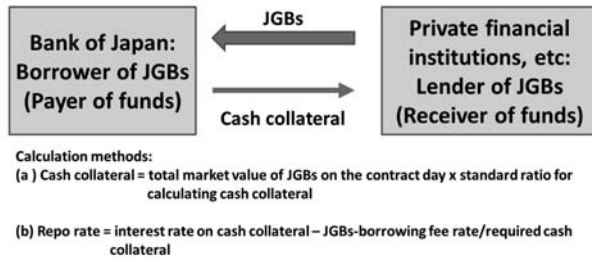 JGBs
Bank of Japan:
Borrower of JGBs
(Payer of funds)
Cash collateral
Private financial
institutions, etc:
Lender of JGBs
(Receiver of funds)
Calculation methods:
(a ) Cash collateral = total market value of JGBs on the contract day x standard ratio for
calculating cash collateral
(b) Repo rate = interest rate on cash collateral – JGBs-borrowing fee rate/required cash
collateral